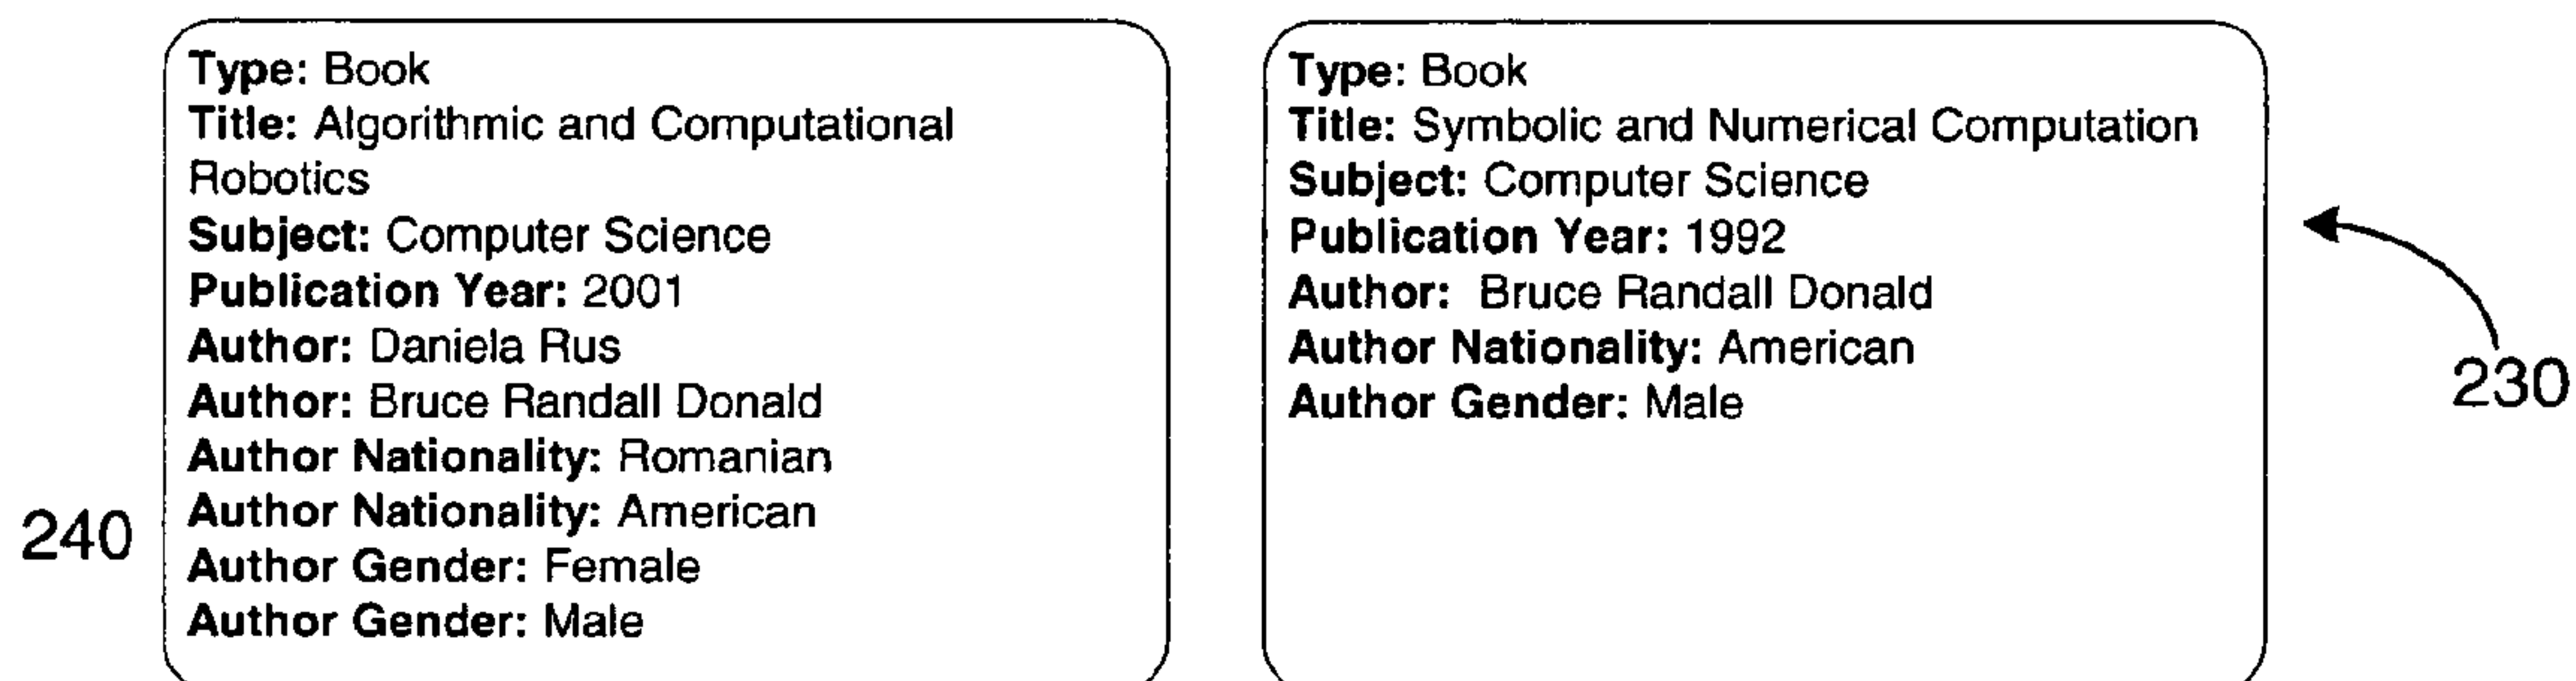 Type: Book
Title: Algorithmic and Computational
Robotics
Subject: Computer Science
Publication Year: 2001
Author: Daniela Rus
Author: Bruce Randall Donald
Author Nationality: Romanian
Author Nationality: American
Author Gender: Female
Author Gender: Male
240
Type: Book
Title: Symbolic and Numerical Computation
Subject: Computer Science
Publication Year: 1992
Author: Bruce Randall Donald
Author Nationality: American
Author Gender: Male
230